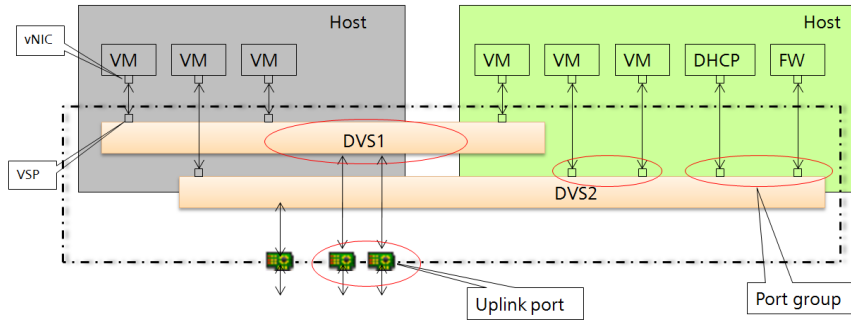 Host
Host
vNIC
VM
VM
VM
VM
VM
VM
DHCP
FW
DVS1
VSP
DVS2
Uplink port
Port group